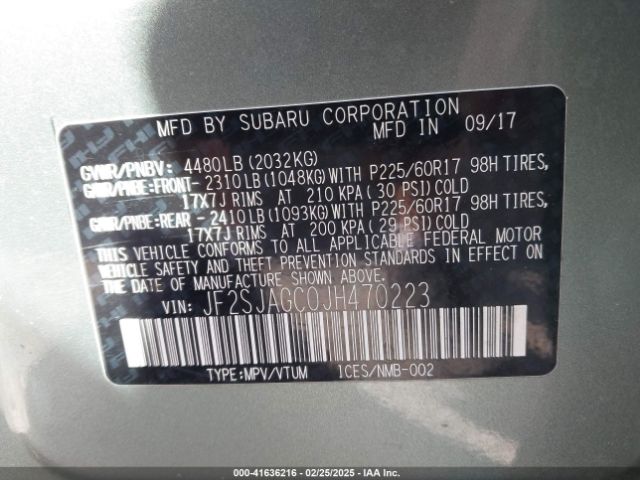 MFD BY SUBARU CORPORATION
MFD IN 09/17
GVWR/PNBV: 4480LB(2032KG)
GAWR/PNBE:FRONT- 2310LB(1048KG)WITH P225/60R17 98H TIRES,
17X7J RIMS AT 210 KPA(30 PSI)COLD
GAWR/PNBE:REAR - 2410LB(1093KG)WITH P225/60R17 98H TIRES,
17X7J RIMS AT 200 KPA(29 PSI)COLD
THIS VEHICLE CONFORMS TO ALL APPLICABLE FEDERAL MOTOR
VEHICLE SAFETY AND THEFT PREVENTION STANDARDS IN EFFECT ON
THE DATE OF MANUFACTURE SHOWN ABOVE.
VIN: JF2SJAGC0JH470223
TYPE:MPV/VTUM ICES/NMB-002
000-41636216 - 02/25/2025 - IAA Inc.